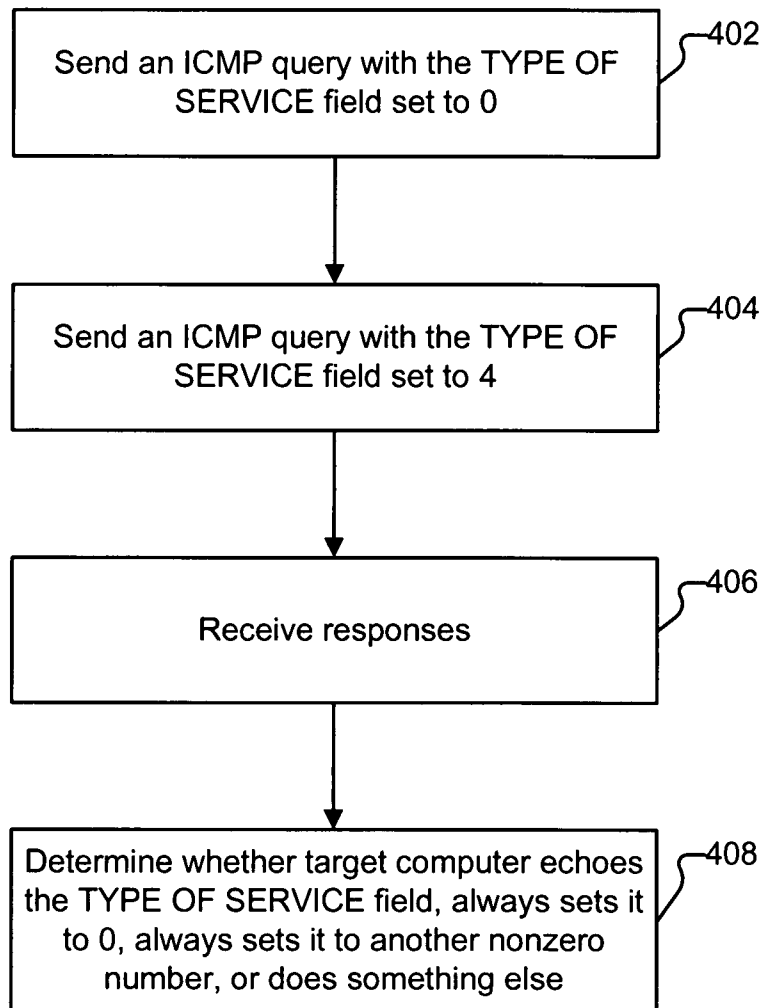 402
Send an ICMP query with the TYPE OF
SERVICE field set to 0
404
Send an ICMP query with the TYPE OF
SERVICE field set to 4
406
Receive responses
408
Determine whether target computer echoes
the TYPE OF SERVICE field, always sets it
to 0, always sets it to another nonzero
number, or does something else